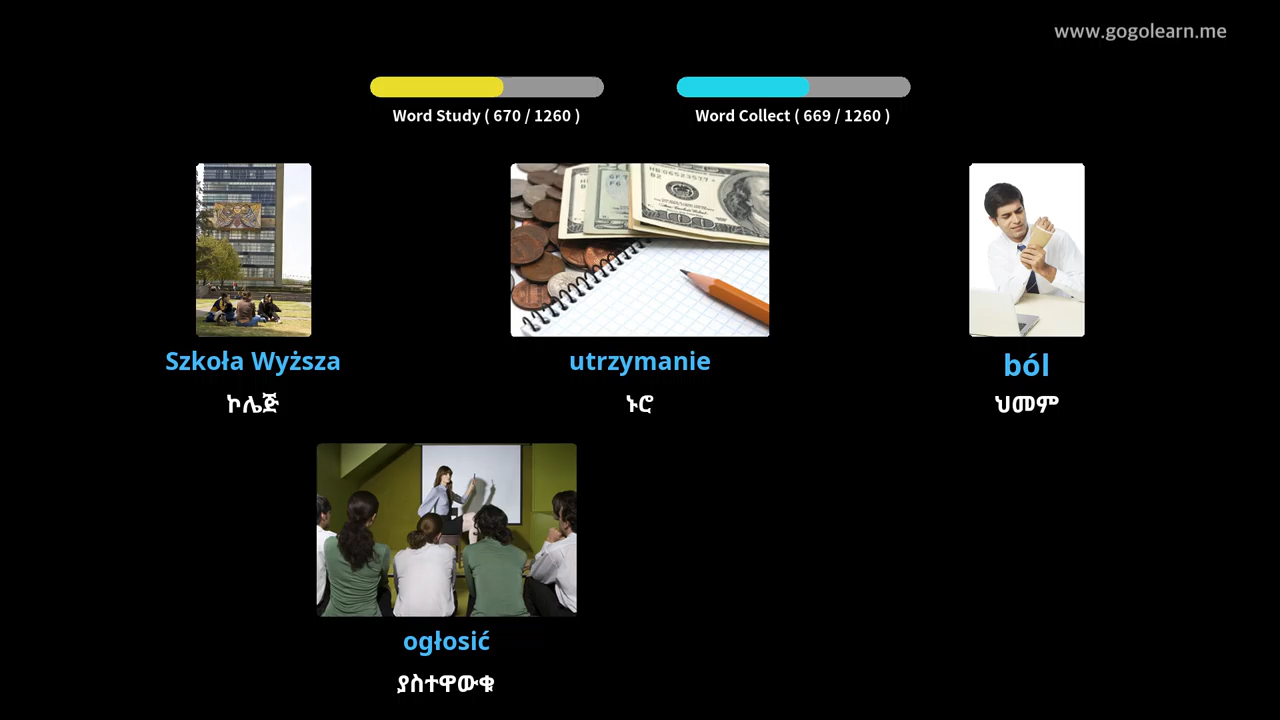 www.gogolearn.me
Word Study ( 670 / 1260 )
Word Collect ( 669 / 1260 )
Szkoła Wyższa
ኮሌጅ
utrzymanie
ኑሮ
ból
ህመም
ogłosić
ያስተዋውቁ